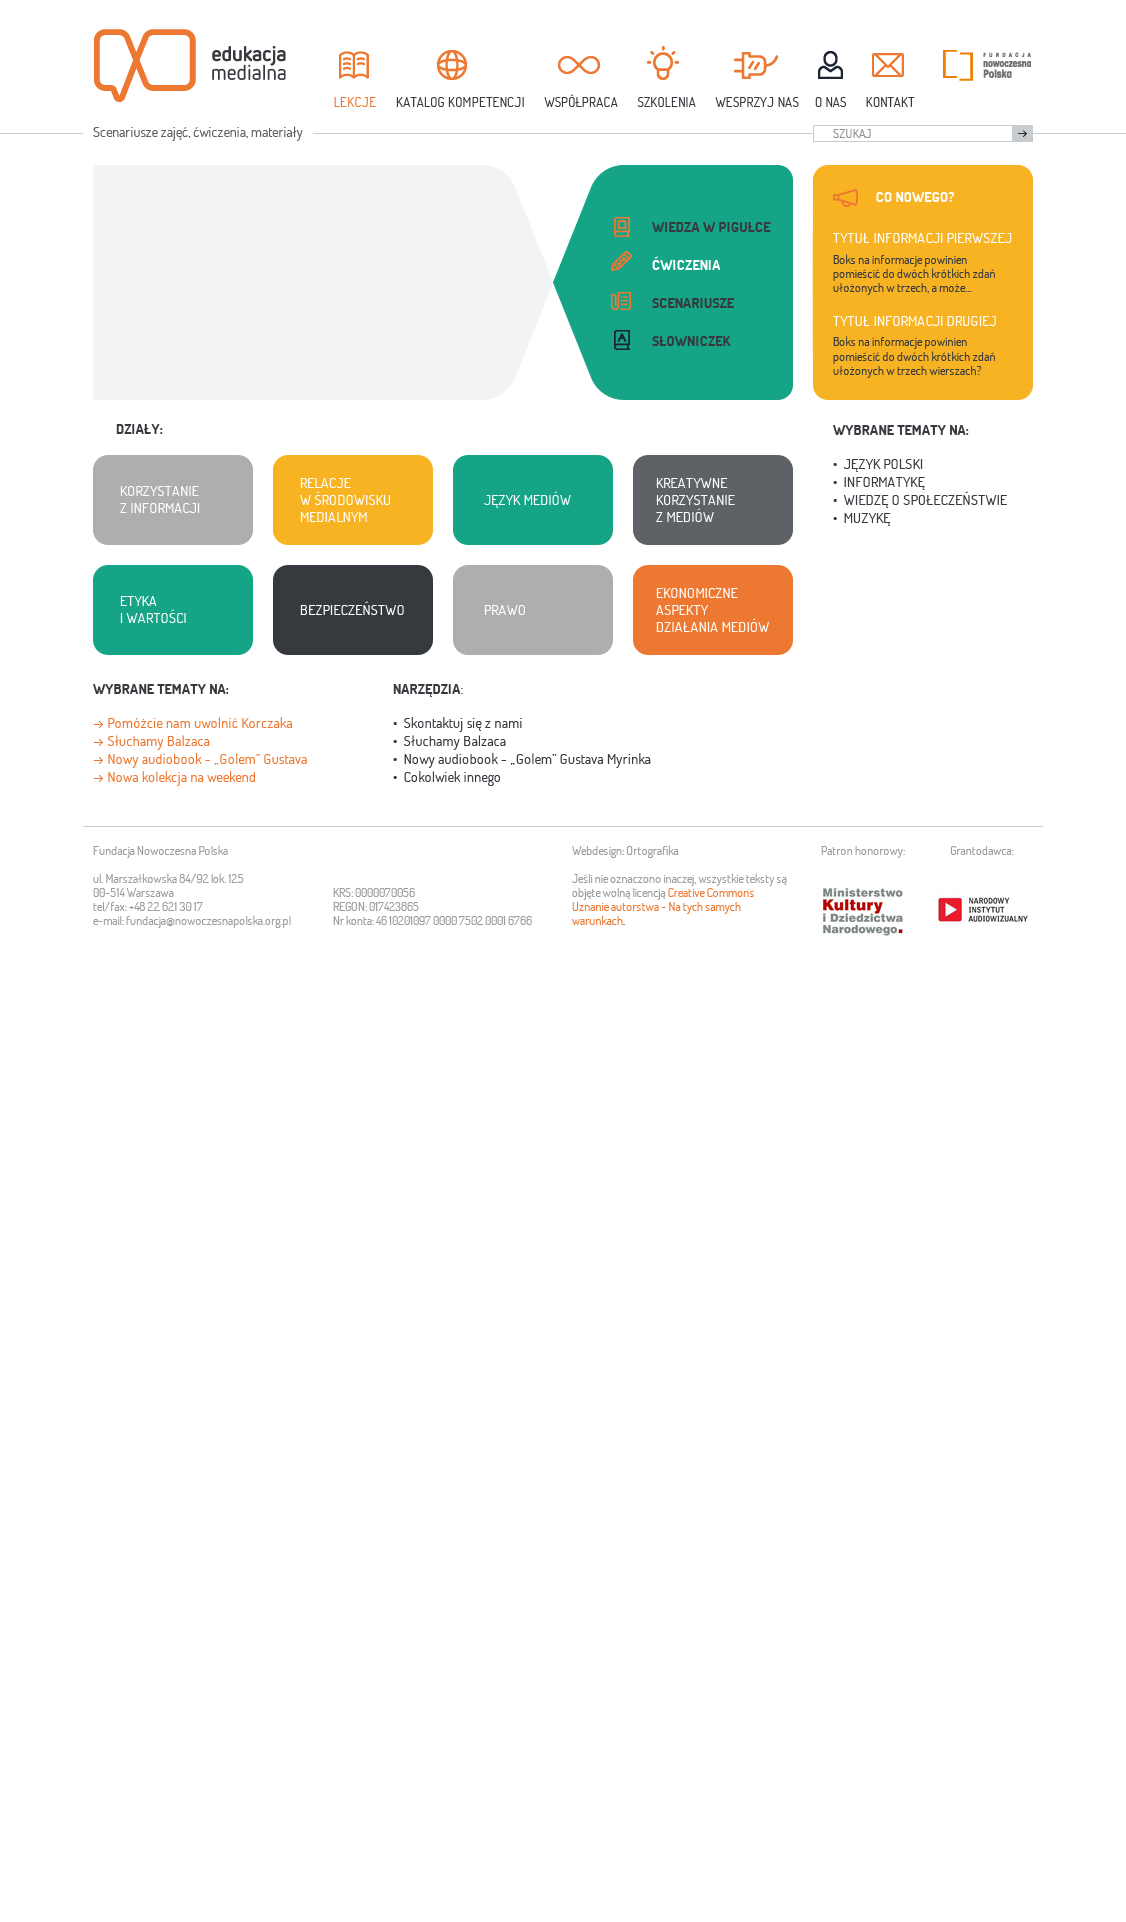 edukacja
medialna
LEKCJE
KATALOG KOMPETENCJI
WSPÓŁPRACA
SZKOLENIA
WESPRZYJ NAS
O NAS
KONTAKT
FUNDACJA
nowoczesna
Polska
Scenariusze zajęć, ćwiczenia, materiały
SZUKAJ
WIEDZA W PIGUŁCE
ĆWICZENIA
SCENARIUSZE
SŁOWNICZEK
CO NOWEGO?
TYTUŁ INFORMACJI PIERWSZEJ
Boks na informacje powinien
pomieścić do dwóch krótkich zdań
ułożonych w trzech, a może...
TYTUŁ INFORMACJI DRUGIEJ
Boks na informacje powinien
pomieścić do dwóch krótkich zdań
ułożonych w trzech wierszach?
DZIAŁY:
KORZYSTANIE
Z INFORMACJI
RELACJE
W ŚRODOWISKU
MEDIALNYM
JĘZYK MEDIÓW
KREATYWNE
KORZYSTANIE
Z MEDIÓW
ETYKA
I WARTOŚCI
BEZPIECZEŃSTWO
PRAWO
EKONOMICZNE
ASPEKTY
DZIAŁANIA MEDIÓW
WYBRANE TEMATY NA:
• JĘZYK POLSKI
• INFORMATYKĘ
• WIEDZĘ O SPOŁECZEŃSTWIE
• MUZYKĘ
WYBRANE TEMATY NA:
→ Pomóżcie nam uwolnić Korczaka
→ Słuchamy Balzaca
→ Nowy audiobook - „Golem” Gustava
→ Nowa kolekcja na weekend
NARZĘDZIA:
• Skontaktuj się z nami
• Słuchamy Balzaca
• Nowy audiobook - „Golem” Gustava Myrinka
• Cokolwiek innego
Fundacja Nowoczesna Polska
ul. Marszałkowska 84/92 lok. 125
00-514 Warszawa
tel/fax: +48 22 621 30 17
e-mail: fundacja@nowoczesnapolska.org.pl
KRS: 0000070056
REGON: 017423865
Nr konta: 46 10201097 0000 7502 0001 6766
Webdesign: Ortografika
Jeśli nie oznaczono inaczej, wszystkie teksty są
objęte wolną licencją Creative Commons
Uznanie autorstwa - Na tych samych
warunkach.
Patron honorowy:
Ministerstwo
Kultury
i Dziedzictwa
Narodowego
Grantodawca:
NARODOWY
INSTYTUT
AUDIOWIZUALNY